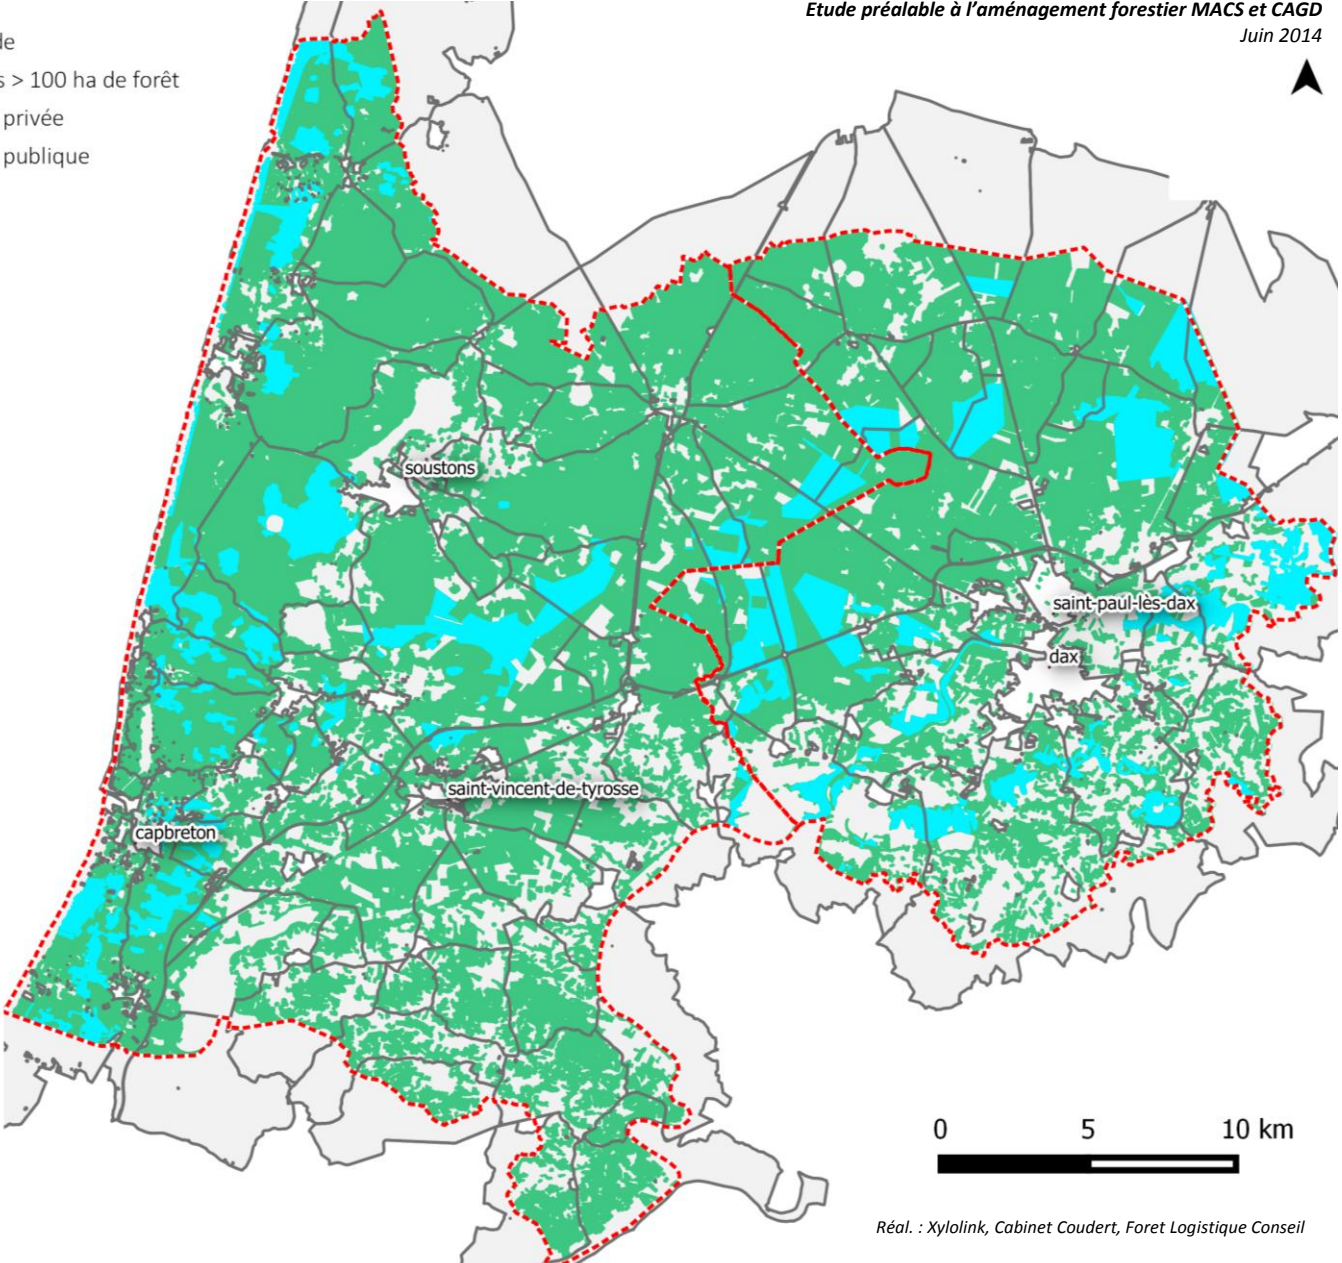 Etude préalable à l'aménagement forestier MACS et CAGD
Juin 2014
> 100 ha de forêt
privée
publique
soustons
saint-paul-lès-dax
dax
saint-vincent-de-tyrosse
capbreton
0 5 10 km
Réal. : Xylolink, Cabinet Coudert, Foret Logistique Conseil